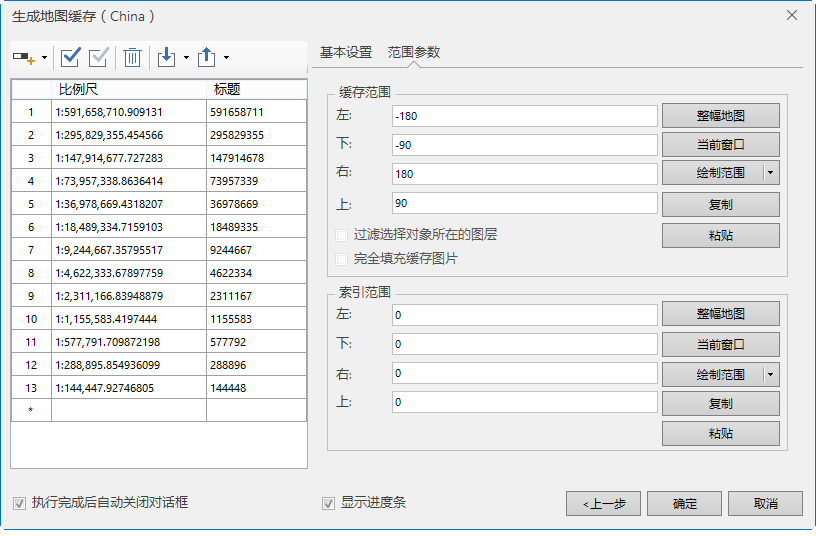 生成地图缓存（China）
基本设置 范围参数
比例尺 标题
1 1:591,658,710.909131 591658711
2 1:295,829,355.454566 295829355
3 1:147,914,677.727283 147914678
4 1:73,957,338.8636414 73957339
5 1:36,978,669.4318207 36978669
6 1:18,489,334.7159103 18489335
7 1:9,244,667.35795517 9244667
8 1:4,622,333.67897759 4622334
9 1:2,311,166.83948879 2311167
10 1:1,155,583.4197444 1155583
11 1:577,791.709872198 577792
12 1:288,895.854936099 288896
13 1:144,447.92746805 144448
*
缓存范围
左: -180 整幅地图
下: -90 当前窗口
右: 180 绘制范围
上: 90 复制
过滤选择对象所在的图层 粘贴
完全填充缓存图片
索引范围
左: 0 整幅地图
下: 0 当前窗口
右: 0 绘制范围
上: 0 复制
粘贴
执行完成后自动关闭对话框 显示进度条 <上一步 确定 取消